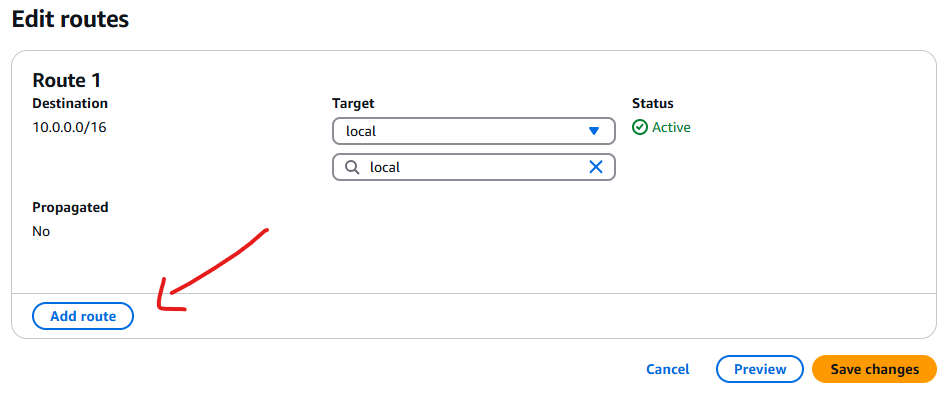 Edit routes
Route 1
Destination
Target
Status
10.0.0.0/16
local
Active
local
Propagated
No
Add route
Cancel
Preview
Save changes